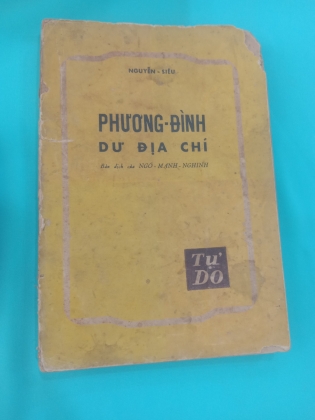 NGUYỄN - SIÊU
PHƯƠNG-ĐÌNH
DƯ ĐỊA CHÍ
Bản dịch của NGÔ - MẠNH - NGHINH
Tự
DO